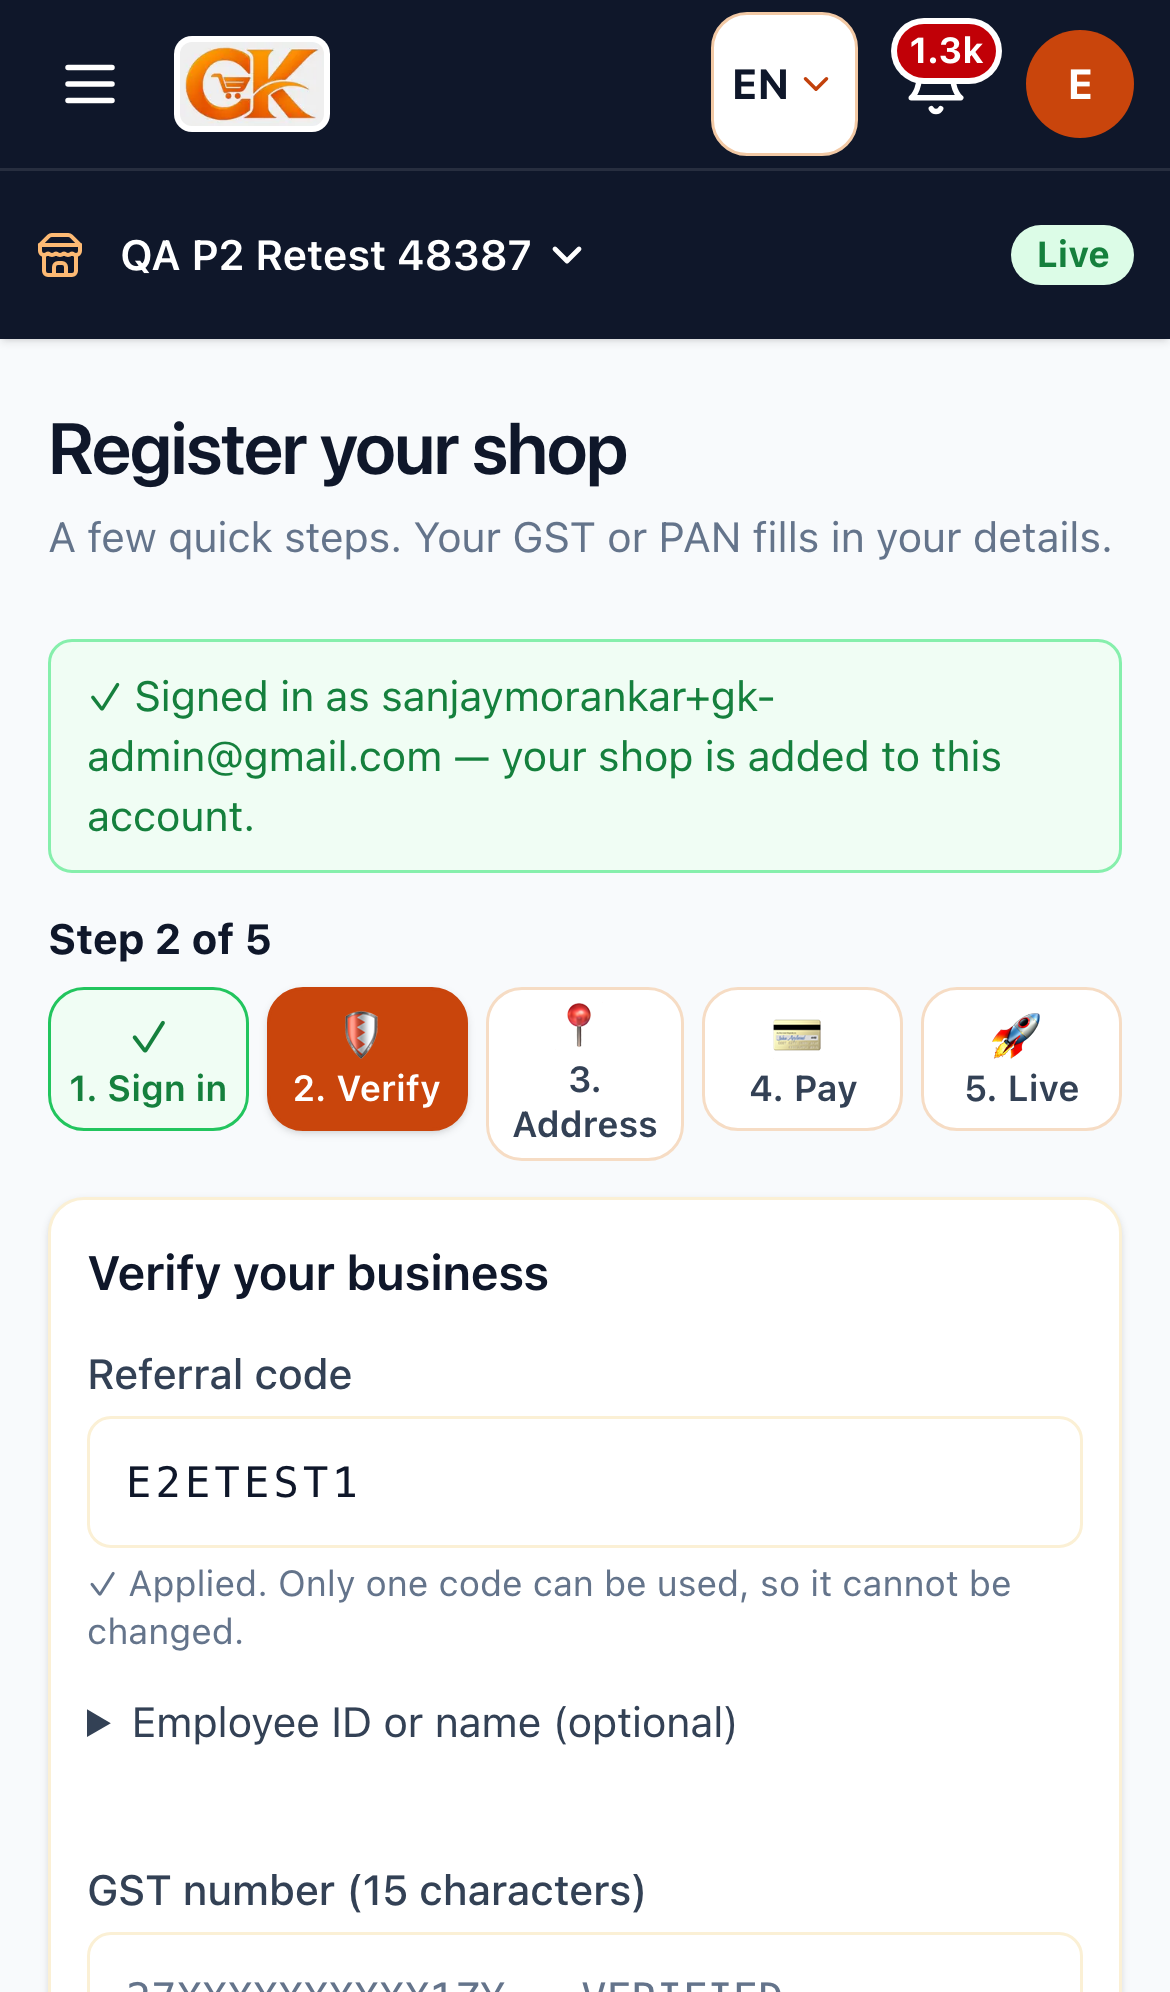 GK
EN
1.3k
E
QA P2 Retest 48387
Live
Register your shop
A few quick steps. Your GST or PAN fills in your details.
✓ Signed in as sanjaymorankar+gk-
admin@gmail.com — your shop is added to this
account.
Step 2 of 5
✓
1. Sign in
2. Verify
3.
Address
4. Pay
5. Live
Verify your business
Referral code
E2ETEST1
✓ Applied. Only one code can be used, so it cannot be
changed.
▶ Employee ID or name (optional)
GST number (15 characters)